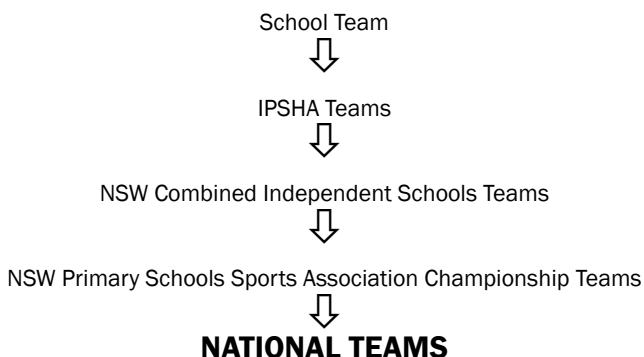 School Team
IPSHA Teams
NSW Combined Independent Schools Teams
NSW Primary Schools Sports Association Championship Teams
NATIONAL TEAMS